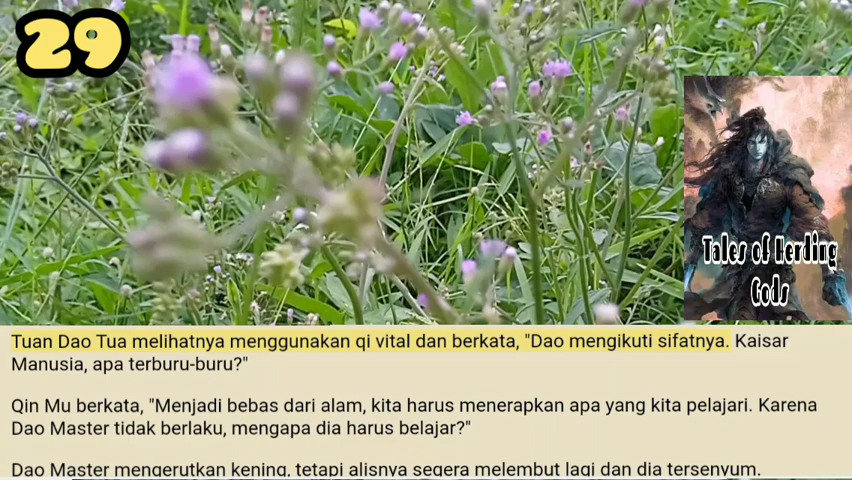 29
Tales of Herding
Gods
Tuan Dao Tua melihatnya menggunakan qi vital dan berkata, "Dao mengikuti sifatnya. Kaisar
Manusia, apa terburu-buru?"
Qin Mu berkata, "Menjadi bebas dari alam, kita harus menerapkan apa yang kita pelajari. Karena
Dao Master tidak berlaku, mengapa dia harus belajar?"
Dao Master mengerutkan kening, tetapi alisnya segera melembut lagi dan dia tersenyum.